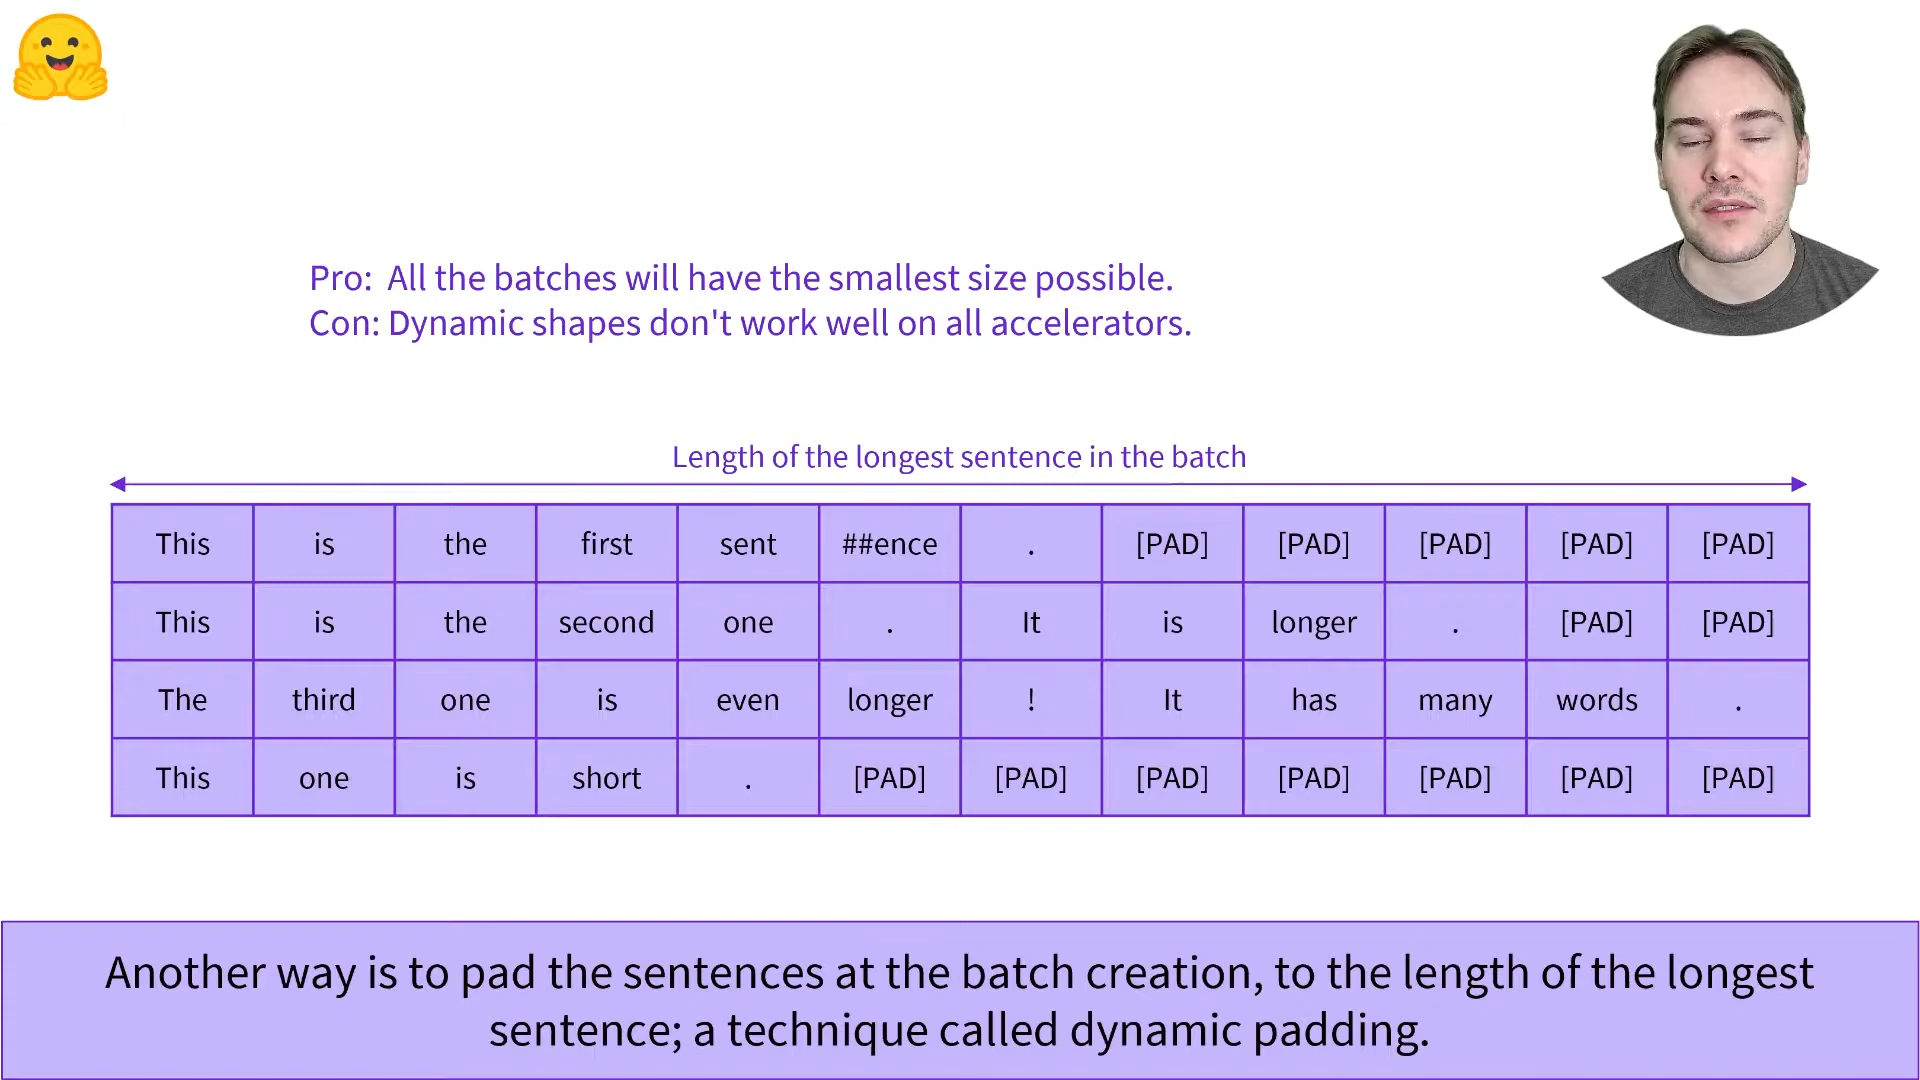 Pro: All the batches will have the smallest size possible.
Con: Dynamic shapes don't work well on all accelerators.
Length of the longest sentence in the batch
This is the first sent ##ence . [PAD] [PAD] [PAD] [PAD] [PAD]
This is the second one . It is longer . [PAD] [PAD]
The third one is even longer ! It has many words .
This one is short . [PAD] [PAD] [PAD] [PAD] [PAD] [PAD] [PAD]
Another way is to pad the sentences at the batch creation, to the length of the longest
sentence; a technique called dynamic padding.